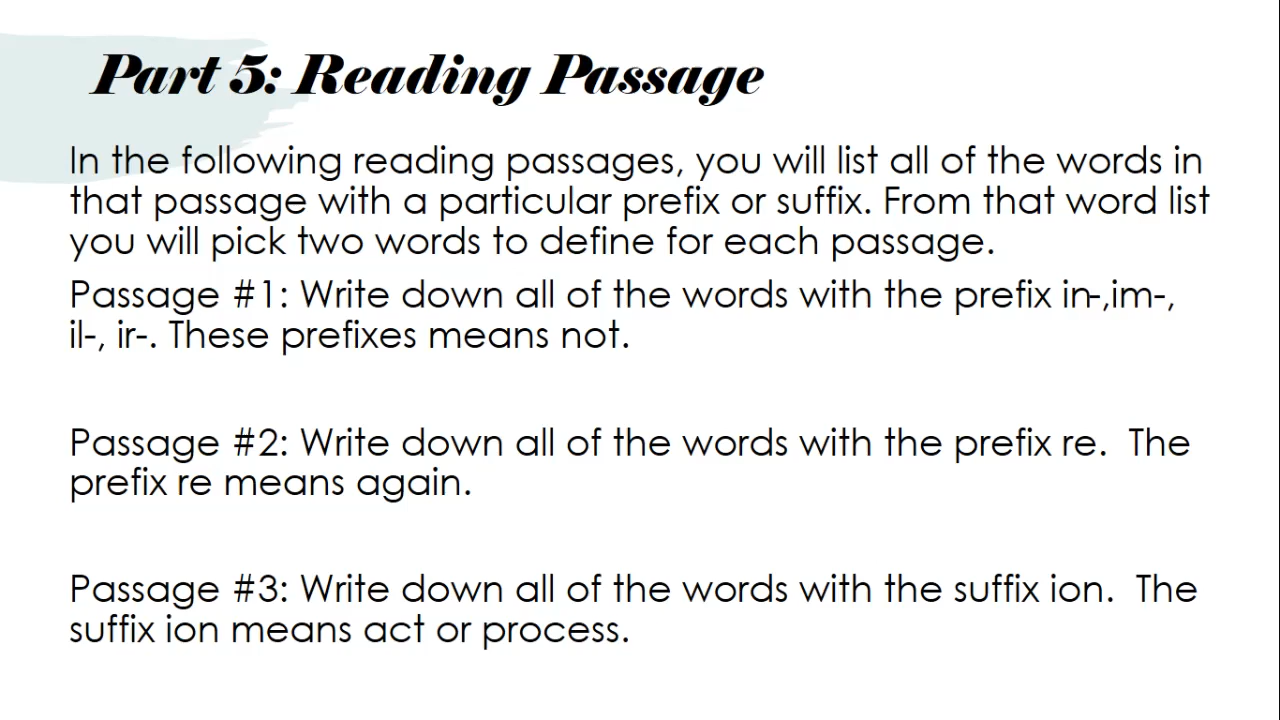 Part 5: Reading Passage
In the following reading passages, you will list all of the words in
that passage with a particular prefix or suffix. From that word list
you will pick two words to define for each passage.
Passage #1: Write down all of the words with the prefix in-,im-,
il-, ir-. These prefixes means not.
Passage #2: Write down all of the words with the prefix re.  The
prefix re means again.
Passage #3: Write down all of the words with the suffix ion.  The
suffix ion means act or process.